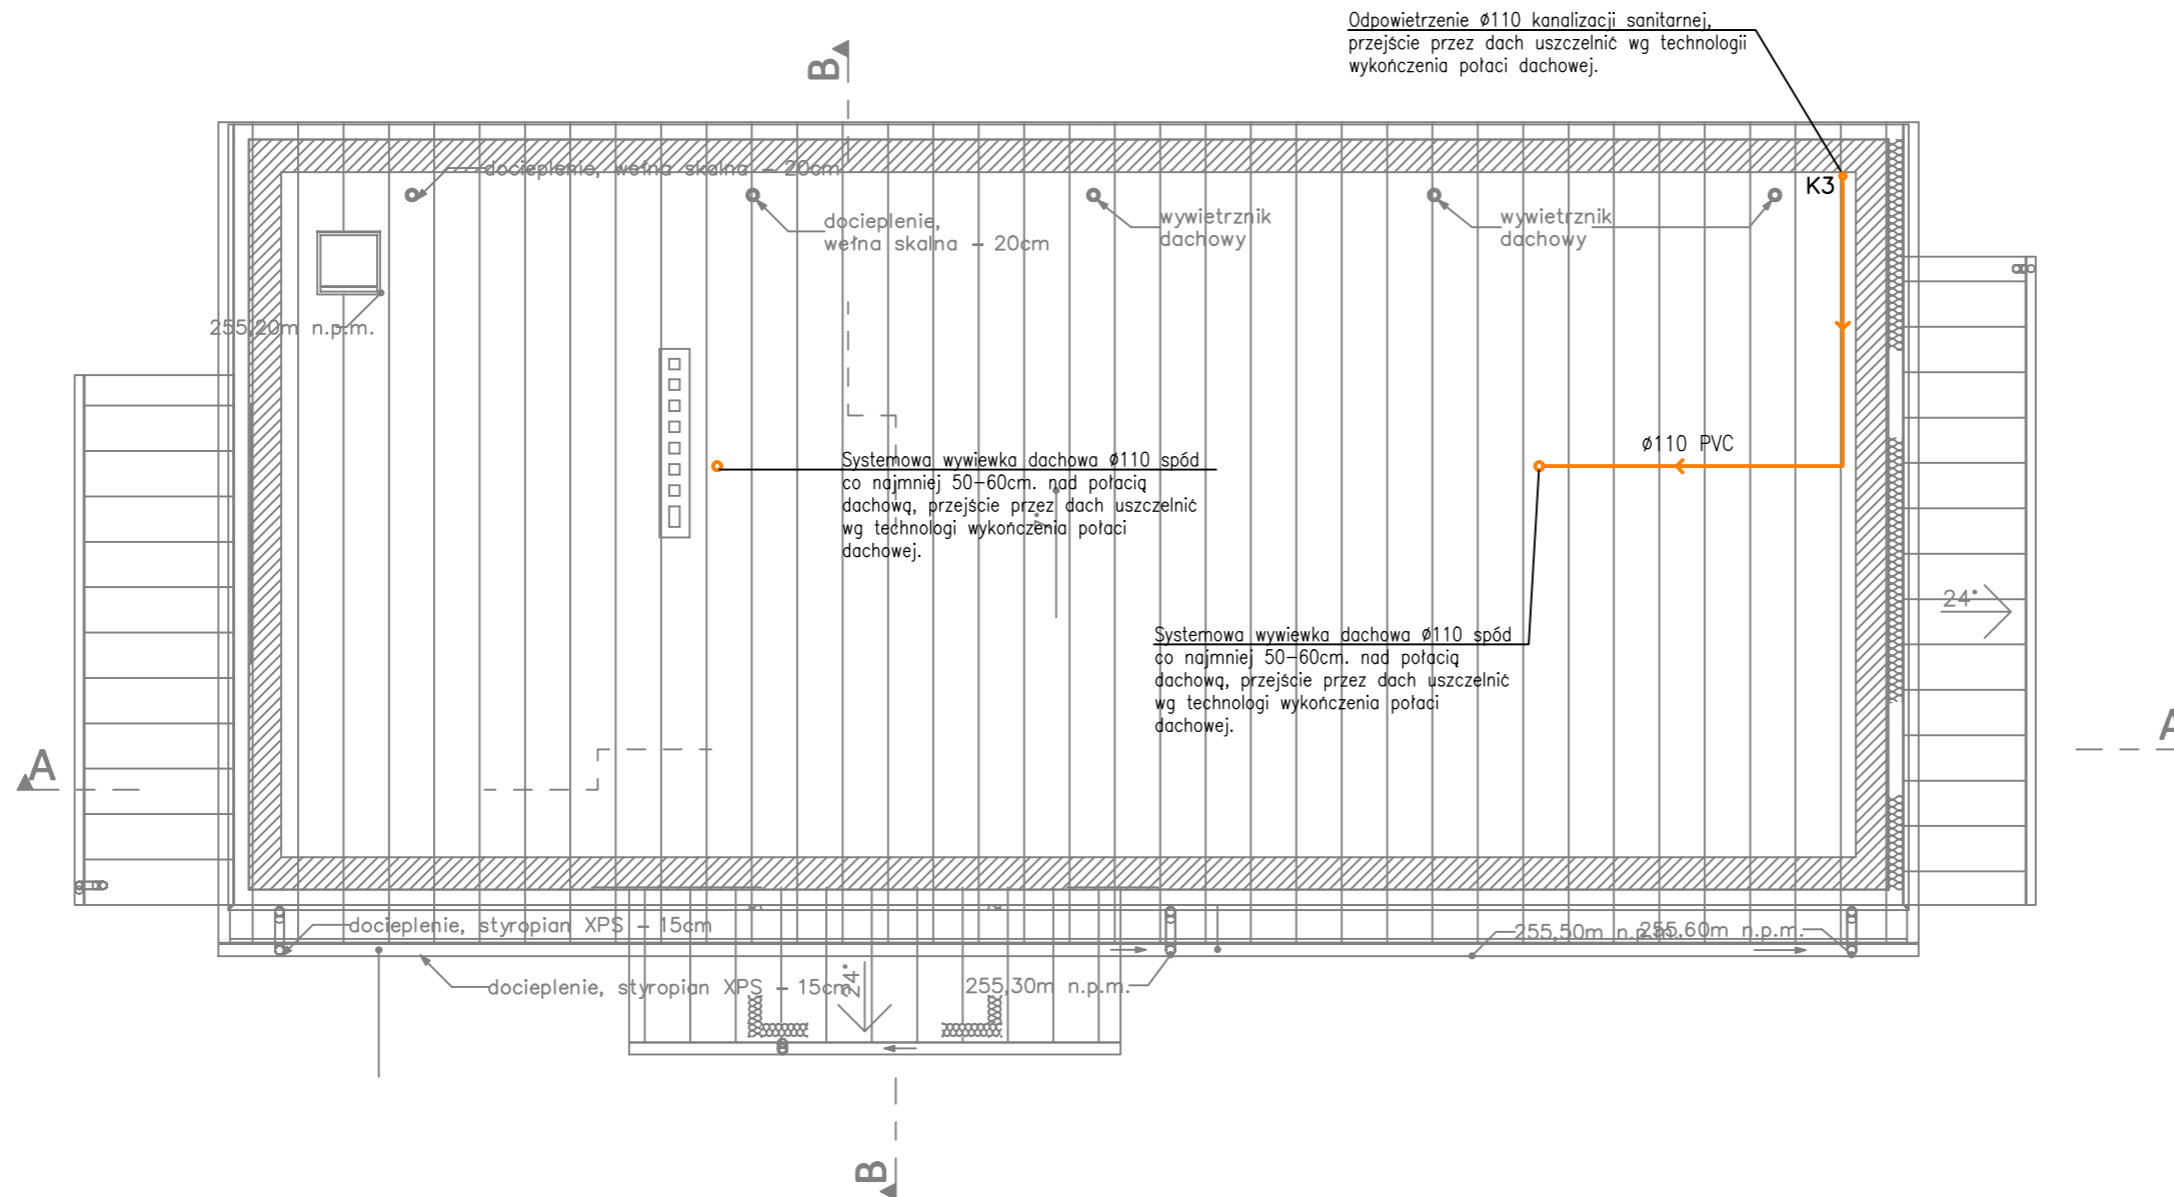 Odpowietrzenie ø110 kanalizacji sanitarnej,
przejście przez dach uszczelnić wg technologii
wykończenia połaci dachowej.
B
docieplenie, wełna skalna - 20cm
K3
docieplenie,
wełna skalna - 20cm
wywietrznik
dachowy
wywietrznik
dachowy
255,20m n.p.m.
ø110 PVC
Systemowa wywiewka dachowa ø110 spód
co najmniej 50-60cm. nad połacią
dachową, przejście przez dach uszczelnić
wg technologi wykończenia połaci
dachowej.
7°
24°
Systemowa wywiewka dachowa ø110 spód
co najmniej 50-60cm. nad połacią
dachową, przejście przez dach uszczelnić
wg technologi wykończenia połaci
dachowej.
A
A
docieplenie, styropian XPS - 15cm
255,50m n.p.m.
255,60m n.p.m.
docieplenie, styropian XPS - 15cm
24°
255,30m n.p.m.
B